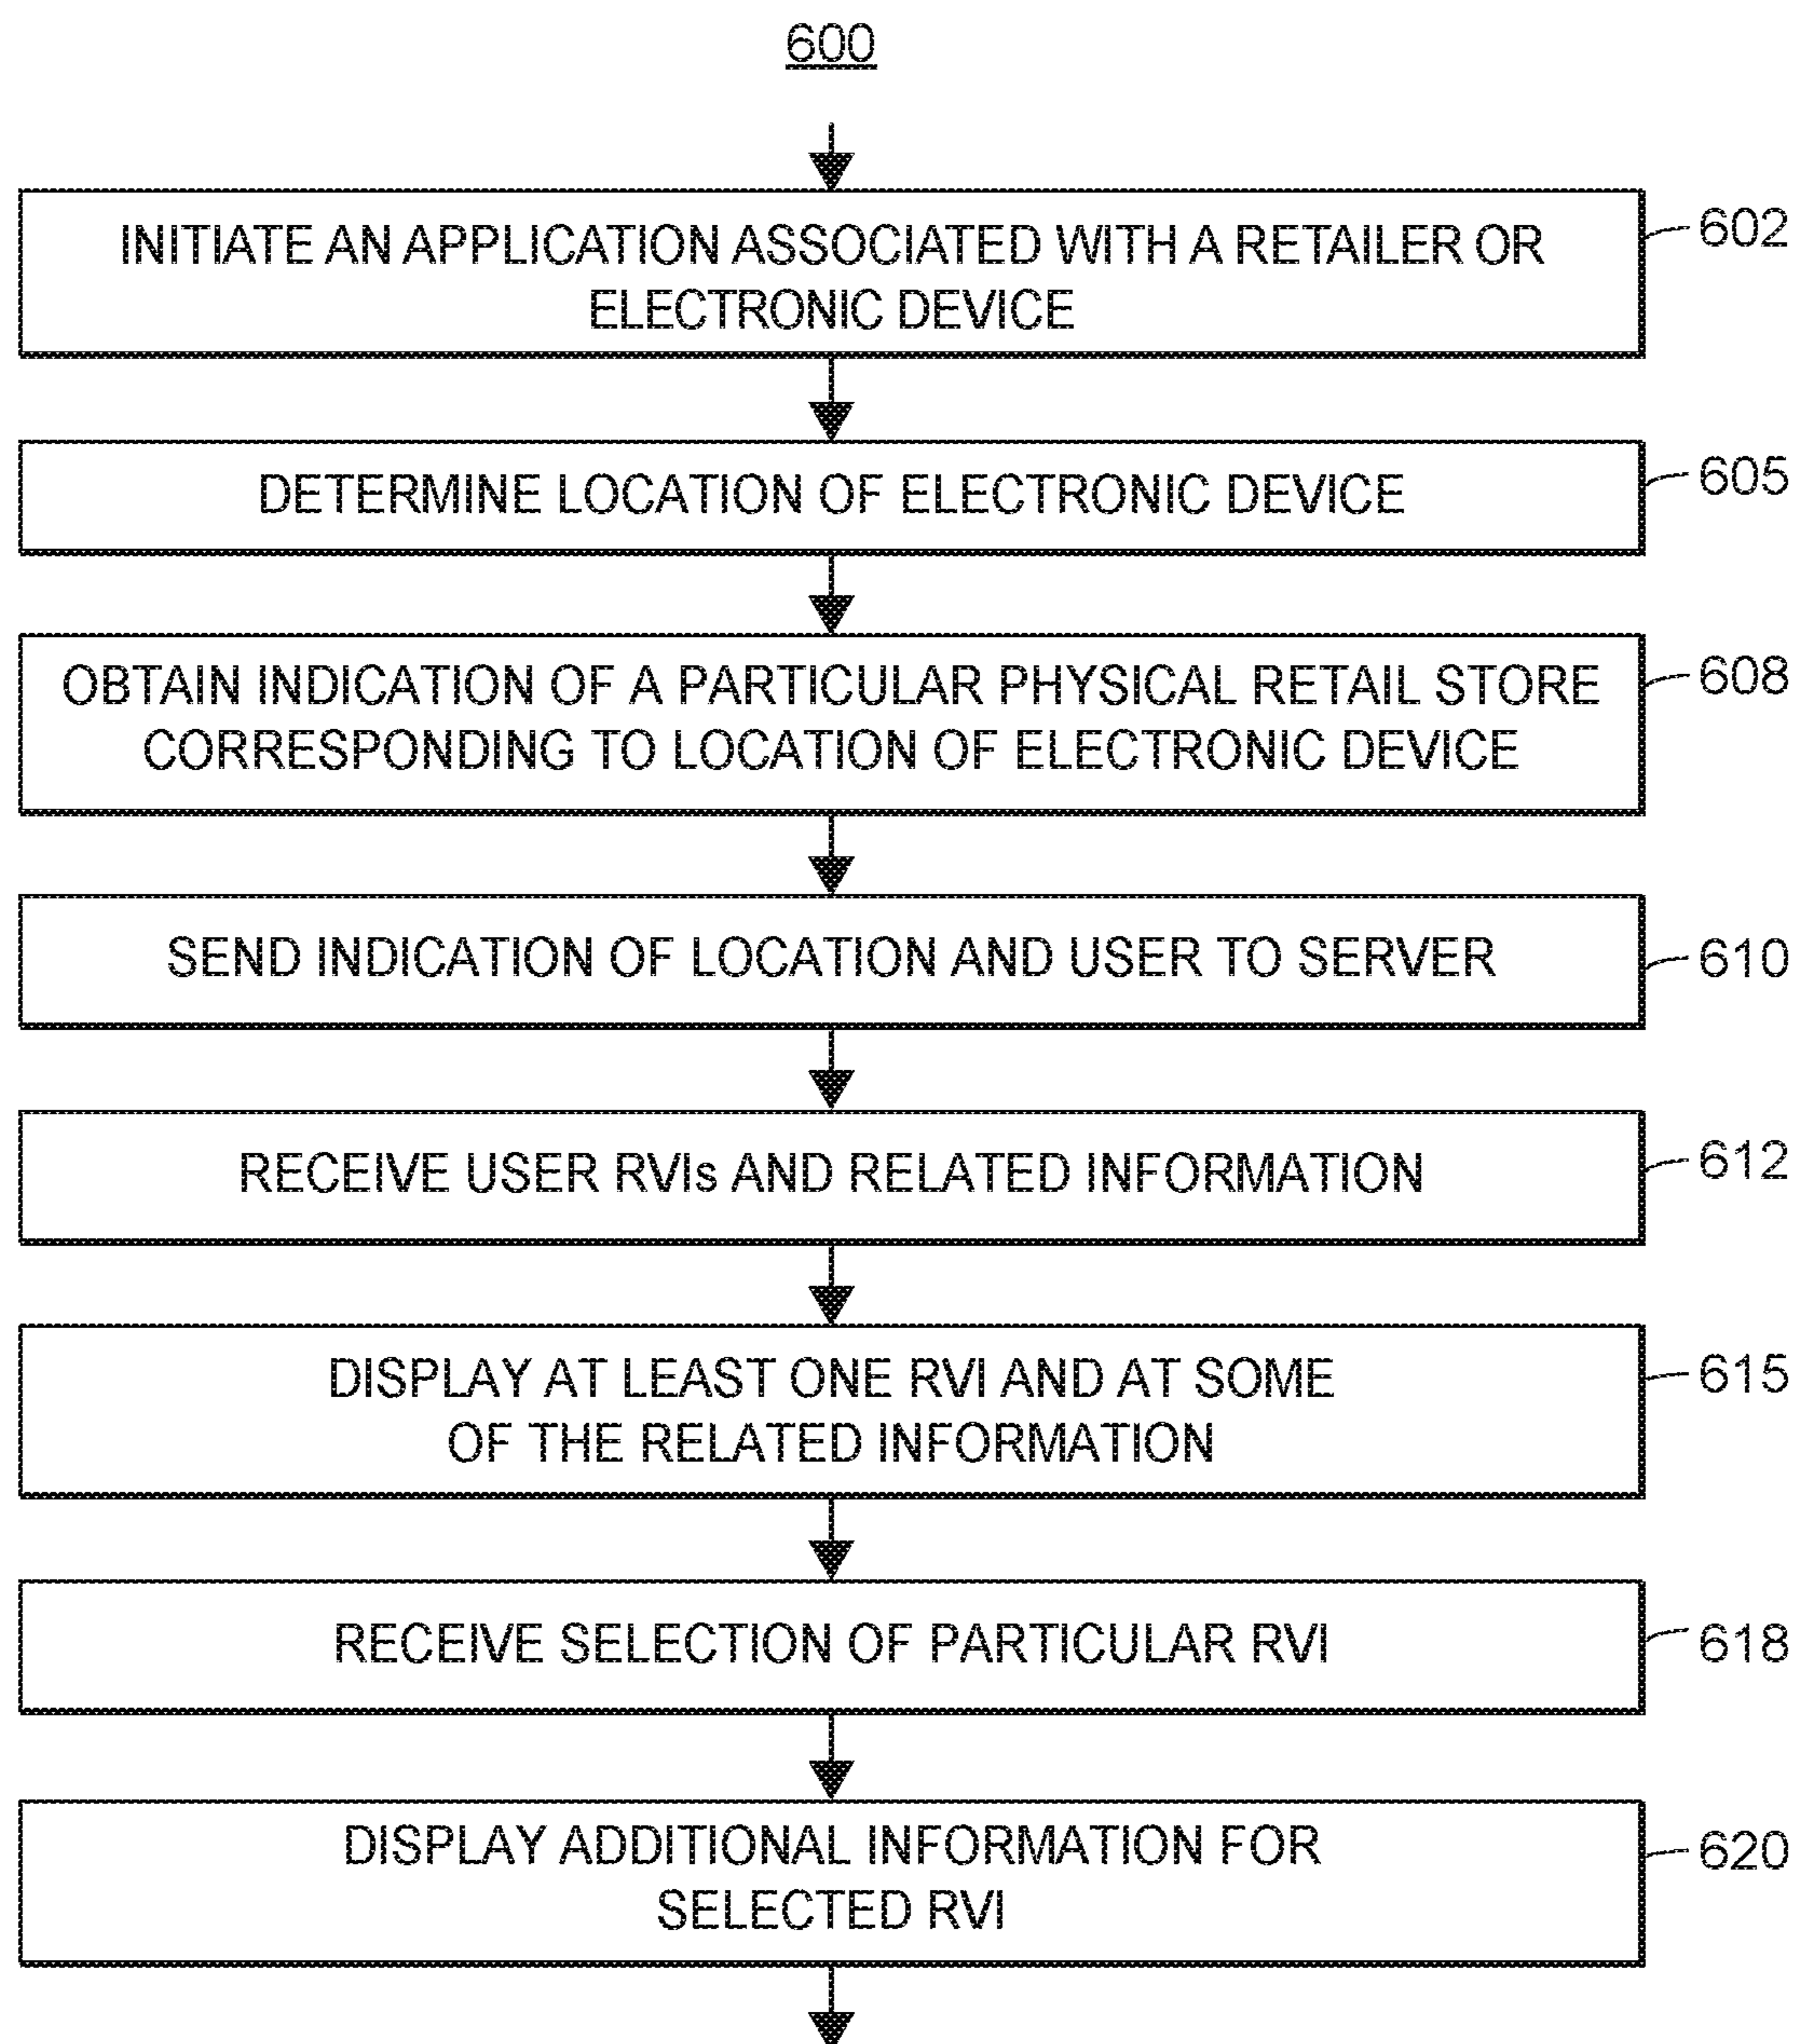 600
INITIATE AN APPLICATION ASSOCIATED WITH A RETAILER OR
ELECTRONIC DEVICE
602
DETERMINE LOCATION OF ELECTRONIC DEVICE
605
OBTAIN INDICATION OF A PARTICULAR PHYSICAL RETAIL STORE
CORRESPONDING TO LOCATION OF ELECTRONIC DEVICE
608
SEND INDICATION OF LOCATION AND USER TO SERVER
610
RECEIVE USER RVIs AND RELATED INFORMATION
612
DISPLAY AT LEAST ONE RVI AND AT SOME
OF THE RELATED INFORMATION
615
RECEIVE SELECTION OF PARTICULAR RVI
618
DISPLAY ADDITIONAL INFORMATION FOR
SELECTED RVI
620